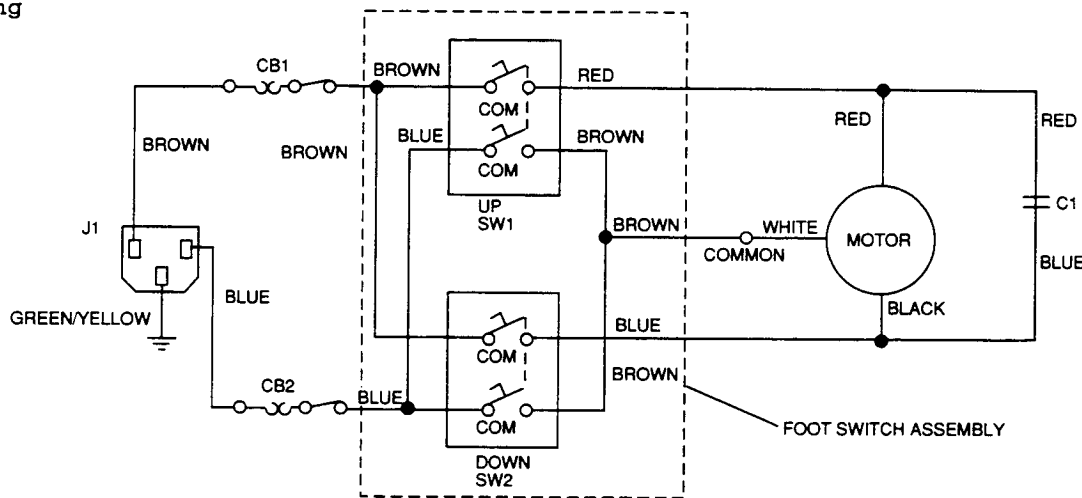 ng
CB1
BROWN
BROWN
BROWN
COM
RED
BLUE
COM
BROWN
UP
SW1
RED
RED
C1
J1
BROWN
COMMON
WHITE
MOTOR
BLUE
GREEN/YELLOW
BLUE
BLACK
COM
BLUE
BROWN
CB2
BLUE
COM
DOWN
SW2
FOOT SWITCH ASSEMBLY